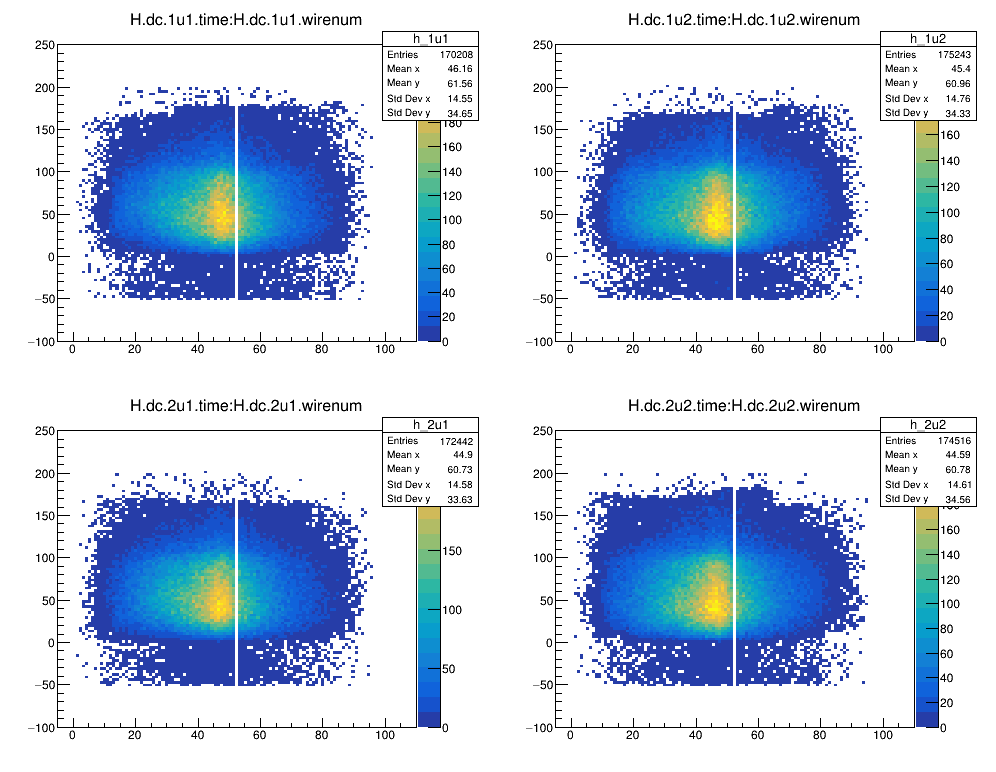 H.dc.1u1.time:H.dc.1u1.wirenum
h_1u1
Entries 170208
Mean x 46.16
Mean y 61.56
Std Dev x 14.55
Std Dev y 34.65
250
200
150
100
50
0
−50
−100
0 20 40 60 80 100
180
160
140
120
100
80
60
40
20
0
H.dc.1u2.time:H.dc.1u2.wirenum
h_1u2
Entries 175243
Mean x 45.4
Mean y 60.96
Std Dev x 14.76
Std Dev y 34.33
250
200
150
100
50
0
−50
−100
0 20 40 60 80 100
160
140
120
100
80
60
40
20
0
H.dc.2u1.time:H.dc.2u1.wirenum
h_2u1
Entries 172442
Mean x 44.9
Mean y 60.73
Std Dev x 14.58
Std Dev y 33.63
250
200
150
100
50
0
−50
−100
0 20 40 60 80 100
150
100
50
0
H.dc.2u2.time:H.dc.2u2.wirenum
h_2u2
Entries 174516
Mean x 44.59
Mean y 60.78
Std Dev x 14.61
Std Dev y 34.56
250
200
150
100
50
0
−50
−100
0 20 40 60 80 100
160
140
120
100
80
60
40
20
0